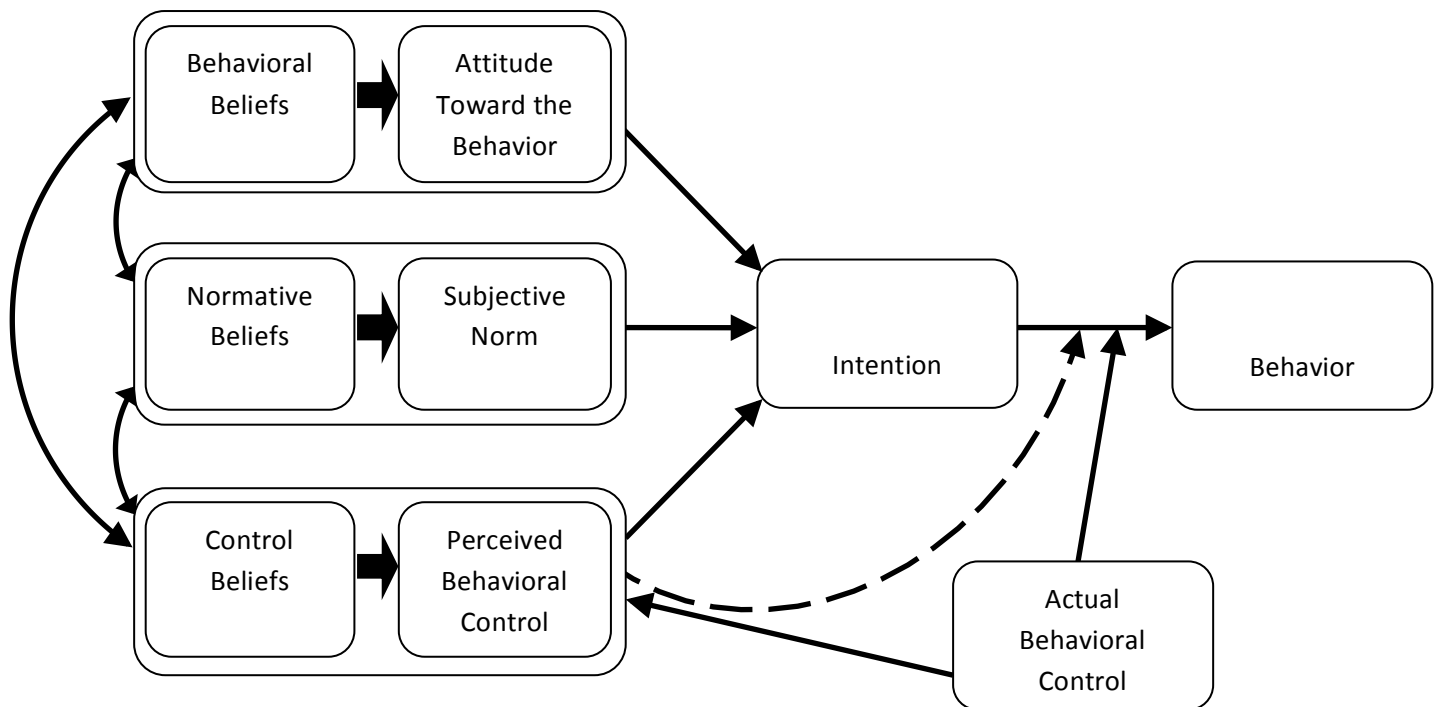 Behavioral
Beliefs
Attitude
Toward the
Behavior
Normative
Beliefs
Subjective
Norm
Intention
Behavior
Control
Beliefs
Perceived
Behavioral
Control
Actual
Behavioral
Control